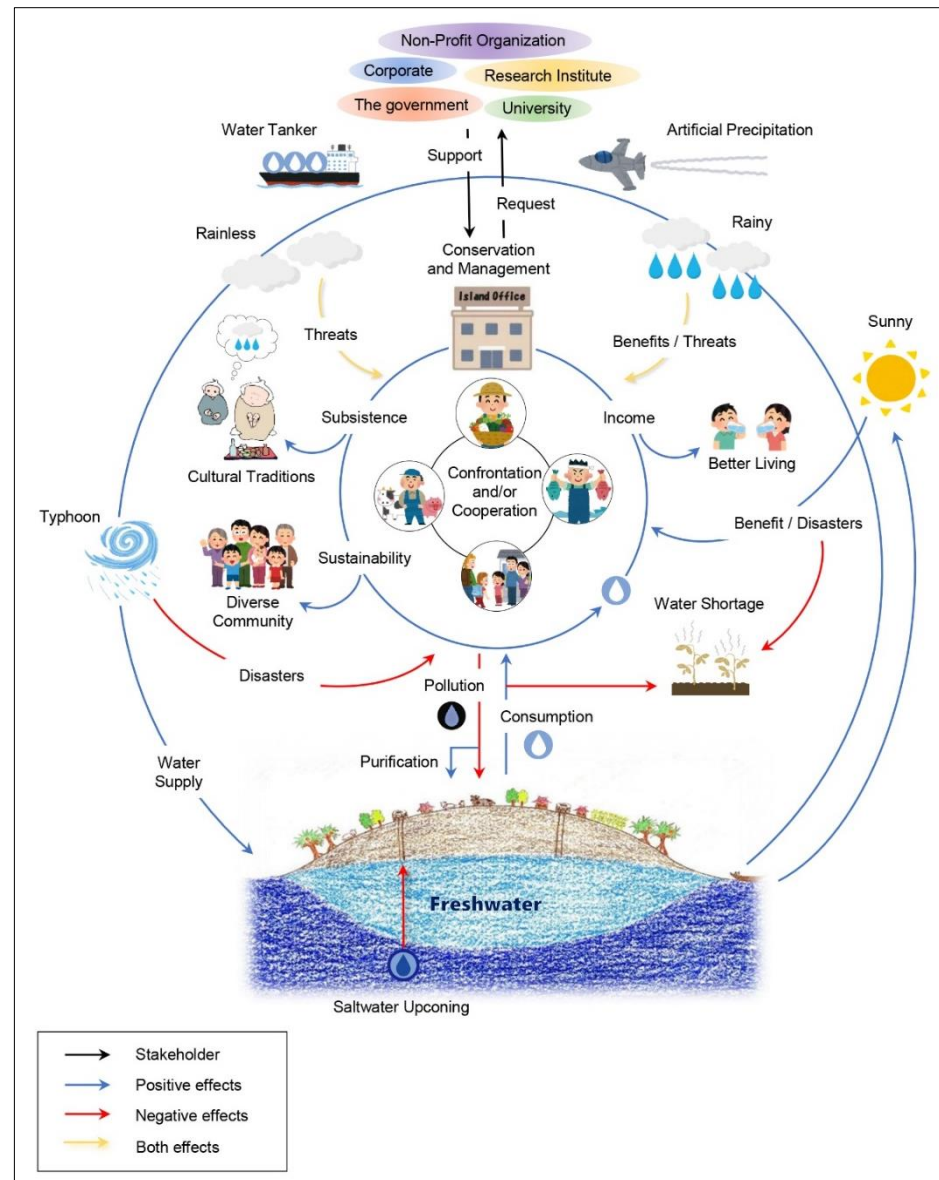 Non-Profit Organization
Corporate
Research Institute
The government
University
Water Tanker
Artificial Precipitation
Support
Request
Rainless
Rainy
Conservation
and Management
Island Office
Sunny
Threats
Benefits / Threats
Subsistence
Income
Cultural Traditions
Confrontation
and/or
Cooperation
Better Living
Typhoon
Benefit / Disasters
Sustainability
Diverse
Community
Water Shortage
Disasters
Pollution
Consumption
Purification
Water
Supply
Freshwater
Saltwater Upconing
Stakeholder
Positive effects
Negative effects
Both effects